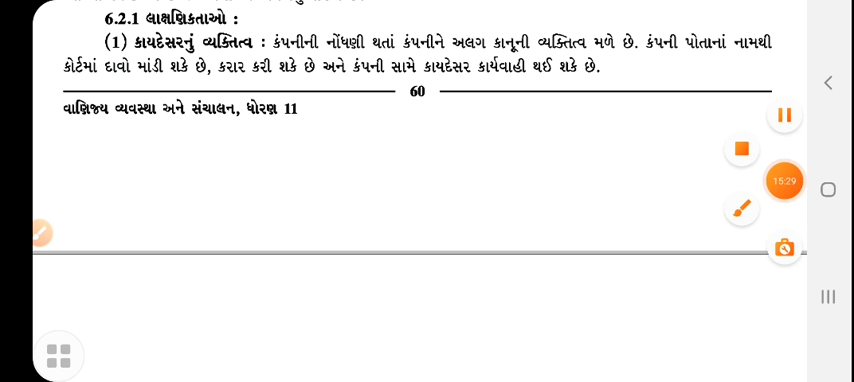 6.2.1 લાક્ષણિકતાઓ :
(1) કાયદેસરનું વ્યક્તિત્વ : કંપનીની નોંધણી થતાં કંપનીને અલગ કાનૂની વ્યક્તિત્વ મળે છે. કંપની પોતાનાં નામથી
કોર્ટમાં દાવો માંડી શકે છે, કરાર કરી શકે છે અને કંપની સામે કાયદેસર કાર્યવાહી થઈ શકે છે.
60
વાણિજ્ય વ્યવસ્થા અને સંચાલન, ધોરણ 11
15:29